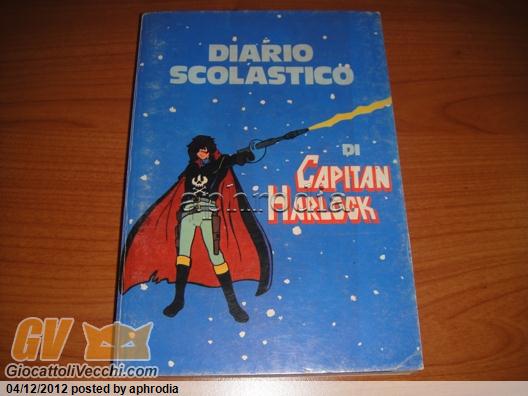 DIARIO
SCOLASTICO
DI
CAPITAN
HARLOCK
GV
GiocattoliVecchi.com
04/12/2012 posted by aphrodia